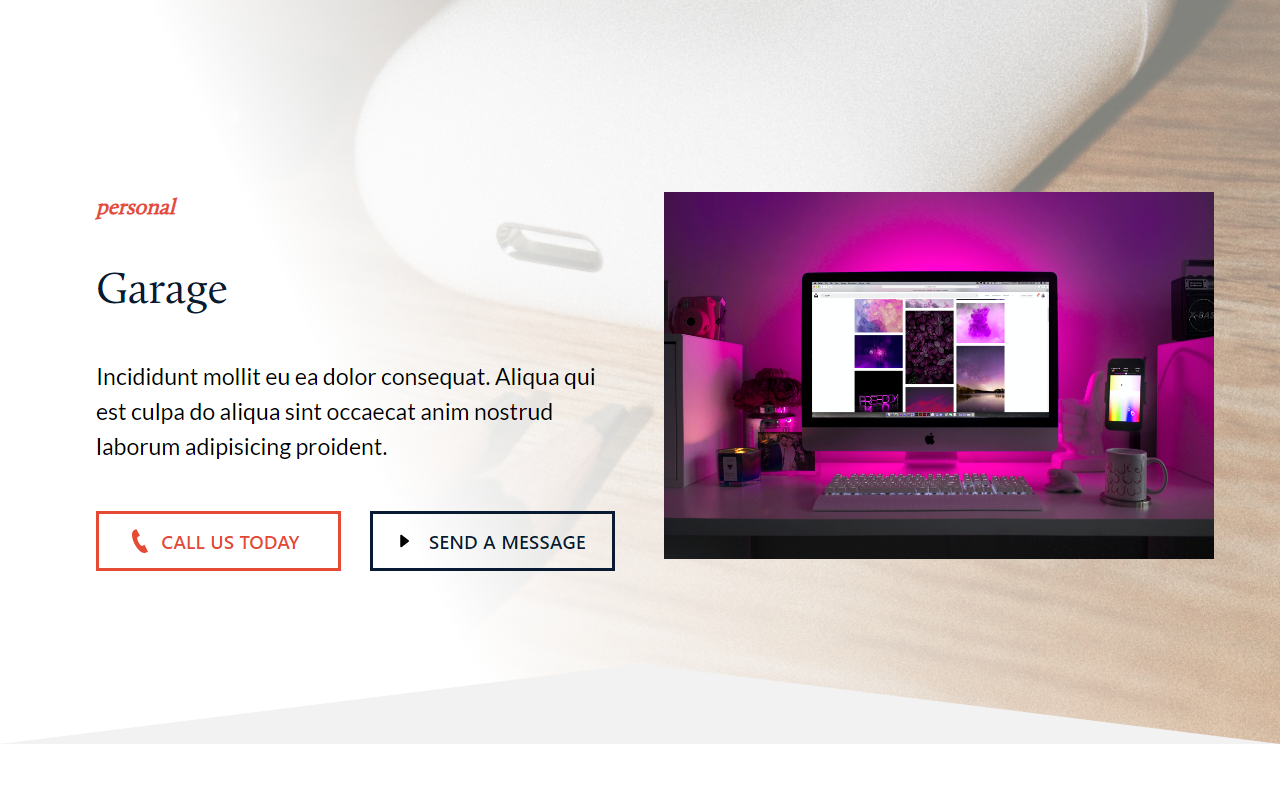 personal
Garage
Incididunt mollit eu ea dolor consequat. Aliqua qui
est culpa do aliqua sint occaecat anim nostrud
laborum adipisicing proident.
CALL US TODAY
SEND A MESSAGE